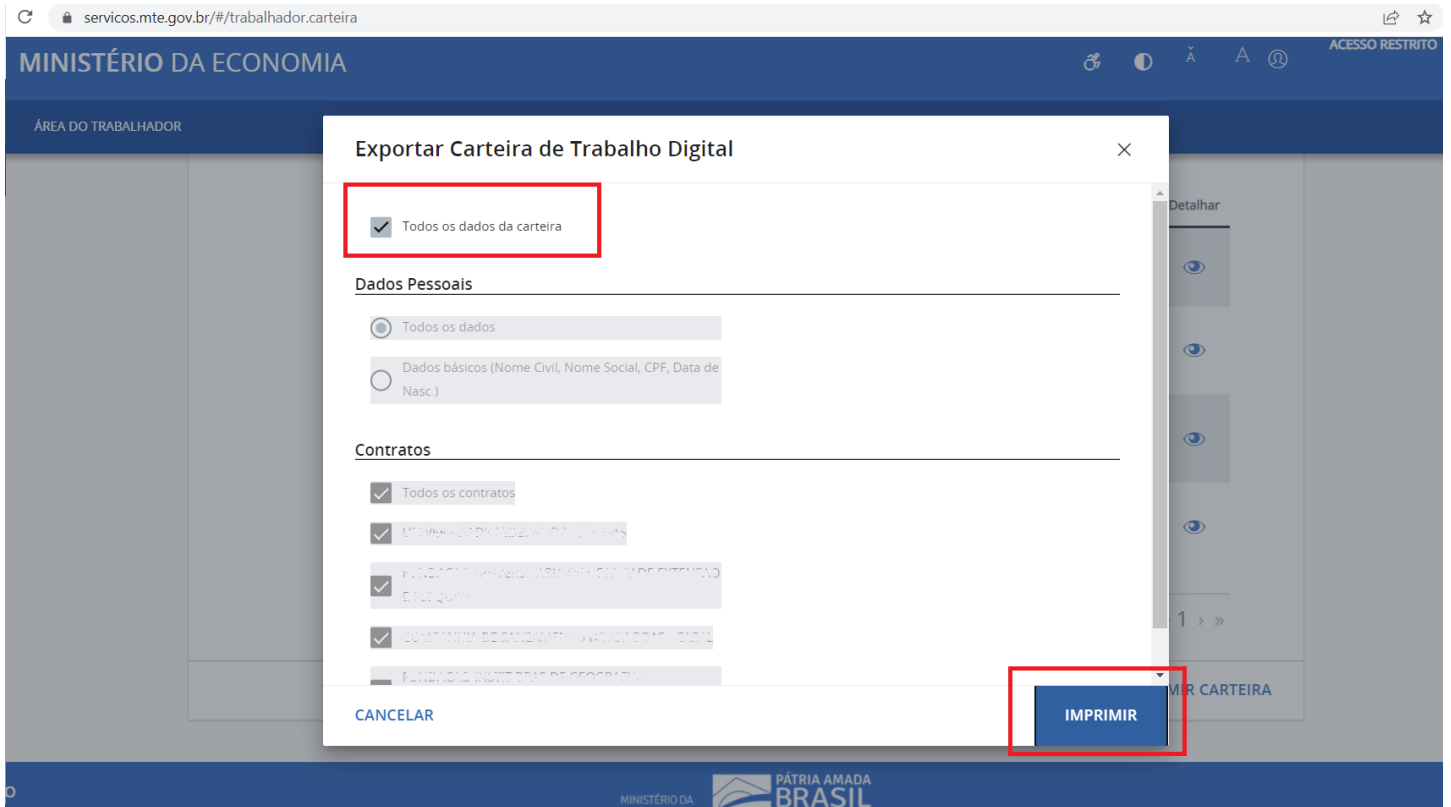 servicos.mte.gov.br/#/trabalhador.carteira
MINISTÉRIO DA ECONOMIA
Ǎ A
ACESSO RESTRITO
ÁREA DO TRABALHADOR
Exportar Carteira de Trabalho Digital
Detalhar
Todos os dados da carteira
Dados Pessoais
Todos os dados
Dados básicos (Nome Civil, Nome Social, CPF, Data de
Nasc.)
Contratos
Todos os contratos
DE EXTENSÃO
1 › »
CANCELAR
IMPRIMIR
MIR CARTEIRA
O
MINISTÉRIO DA
PÁTRIA AMADA
BRASIL